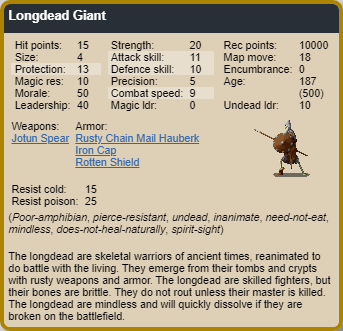 Longdead Giant
Hit points: 15 Strength: 20 Rec points: 10000
Size: 4 Attack skill: 11 Map move: 18
Protection: 13 Defence skill: 10 Encumbrance: 0
Magic res: 10 Precision: 5 Age: 187
Morale: 50 Combat speed: 9 (500)
Leadership: 40 Magic ldr: 0 Undead ldr: 10
Weapons: Armor:
Jotun Spear Rusty Chain Mail Hauberk
Iron Cap
Rotten Shield
Resist cold: 15
Resist poison: 25
(Poor-amphibian, pierce-resistant, undead, inanimate, need-not-eat,
mindless, does-not-heal-naturally, spirit-sight)
The longdead are skeletal warriors of ancient times, reanimated to
do battle with the living. They emerge from their tombs and crypts
with rusty weapons and armor. The longdead are skilled fighters, but
their bones are brittle. They do not rout unless their master is killed.
The longdead are mindless and will quickly dissolve if they are
broken on the battlefield.